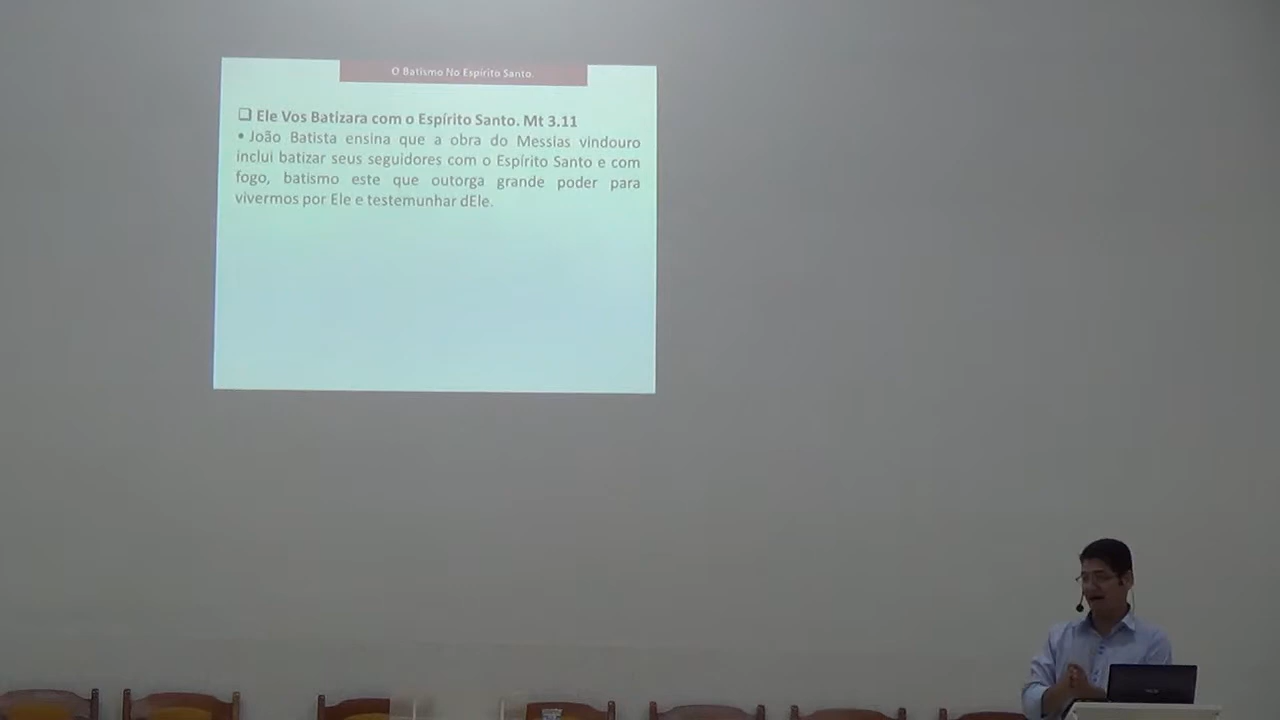 O Batismo No Espirito Santo.
Ele Vos Batizara com o Espírito Santo. Mt 3.11
• João Batista ensina que a obra do Messias vindouro
inclui batizar seus seguidores com o Espírito Santo e com
fogo, batismo este que outorga grande poder para
vivermos por Ele e testemunhar dEle.